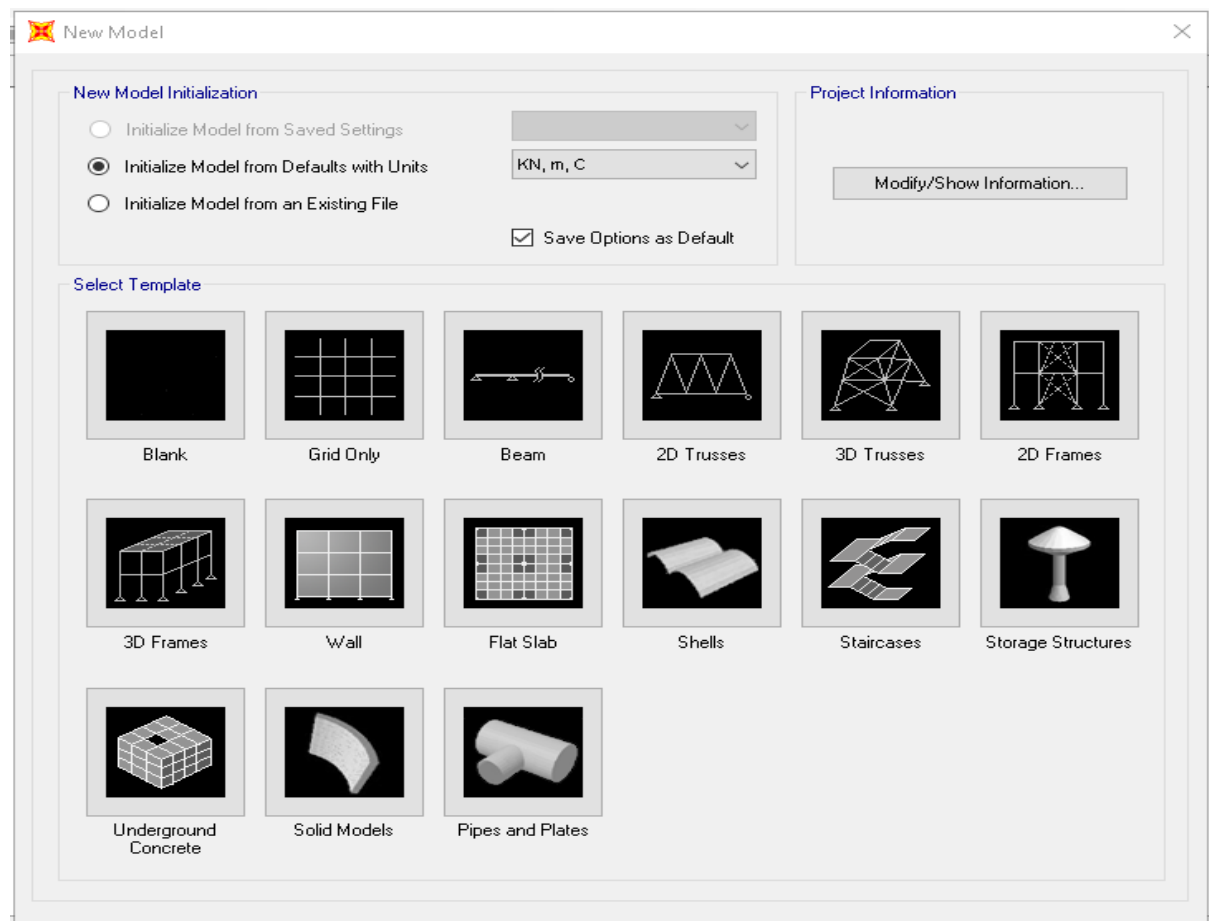 New Model
New Model Initialization
Project Information
Initialize Model from Saved Settings
Initialize Model from Defaults with Units
KN, m, C
Modify/Show Information...
Initialize Model from an Existing File
Save Options as Default
Select Template
Blank
Grid Only
Beam
2D Trusses
3D Trusses
2D Frames
3D Frames
Wall
Flat Slab
Shells
Staircases
Storage Structures
Underground
Concrete
Solid Models
Pipes and Plates